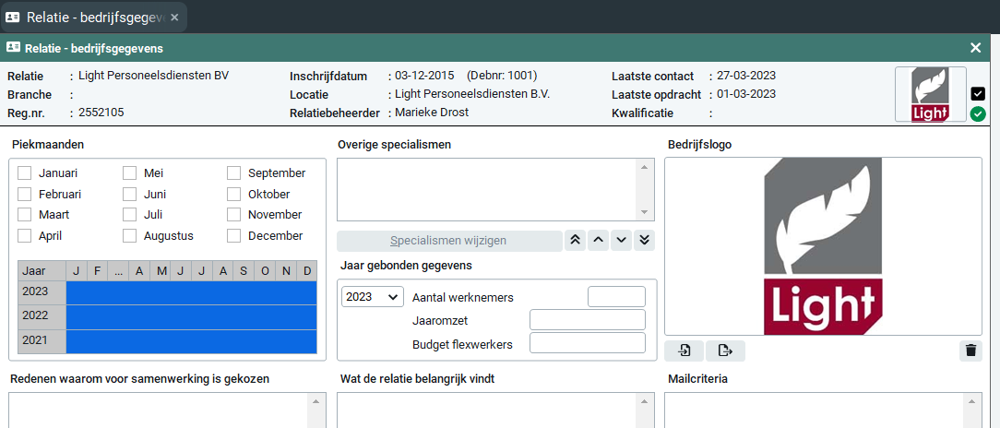 Relatie - bedrijfsgegev
Relatie - bedrijfsgegevens
Relatie : Light Personeelsdiensten BV Inschrijfdatum : 03-12-2015 (Debnr: 1001) Laatste contact : 27-03-2023
Branche : Locatie : Light Personeelsdiensten B.V. Laatste opdracht : 01-03-2023
Reg.nr. : 2552105 Relatiebeheerder : Marieke Drost Kwalificatie :
Light
Piekmaanden
Januari Mei September
Februari Juni Oktober
Maart Juli November
April Augustus December
Jaar J F ... A M J J A S O N D
2023
2022
2021
Overige specialismen
Specialismen wijzigen
Jaar gebonden gegevens
2023 Aantal werknemers
Jaaromzet
Budget flexwerkers
Bedrijfslogo
Light
Redenen waarom voor samenwerking is gekozen
Wat de relatie belangrijk vindt
Mailcriteria